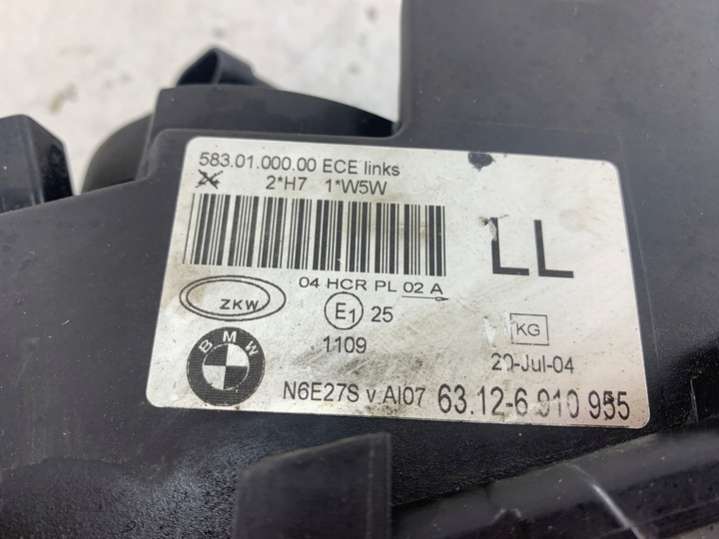 583.01.000.00 ECE links
2*H7 1*W5W
LL
04 HCR PL 02 A
ZKW
E1 25
KG
1109
BMW
20-Jul-04
N6E27S v.AI07 63.12-6 910 955